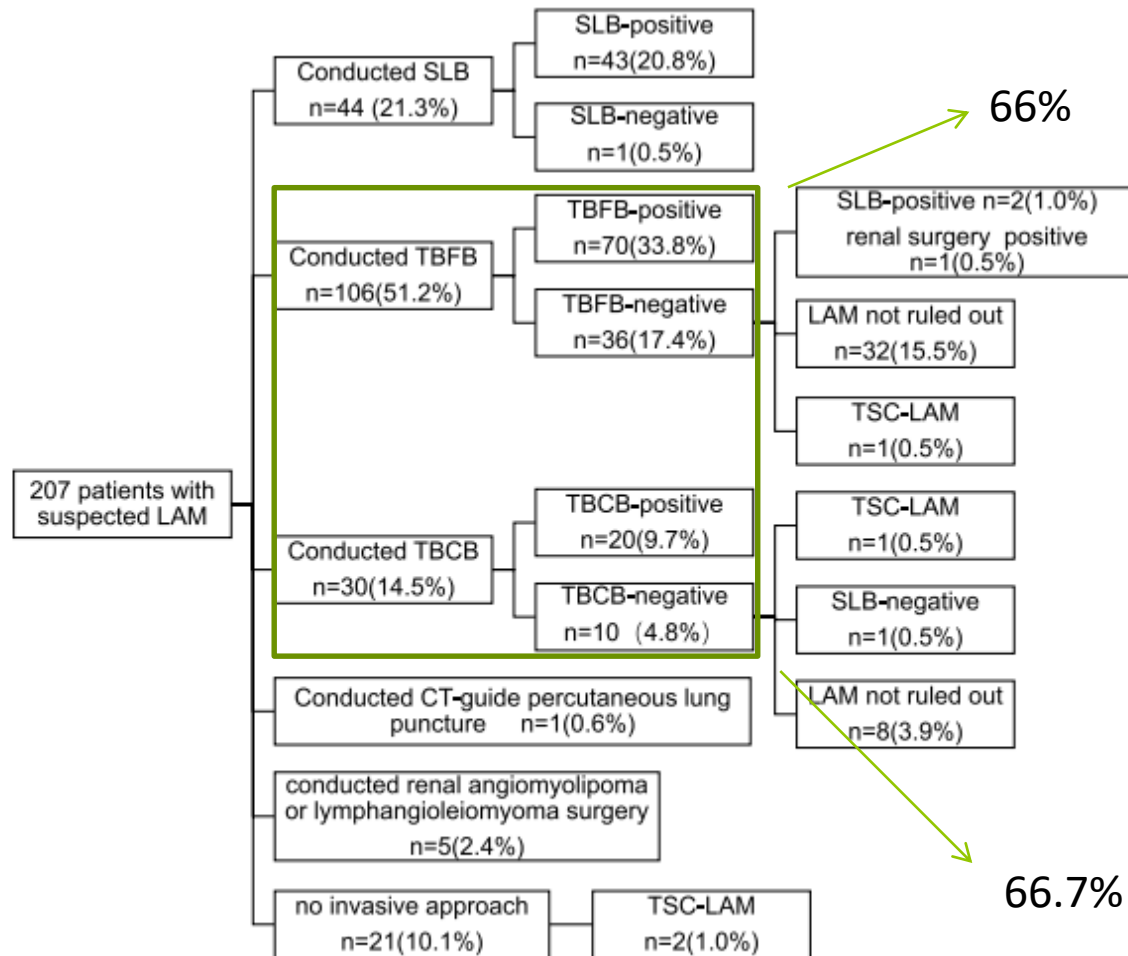 SLB-positive
n=43(20.8%)
Conducted SLB
n=44 (21.3%)
SLB-negative
n=1(0.5%)
66%
TBFB-positive
n=70(33.8%)
Conducted TBFB
n=106(51.2%)
TBFB-negative
n=36(17.4%)
SLB-positive n=2(1.0%)
renal surgery positive
n=1(0.5%)
LAM not ruled out
n=32(15.5%)
TSC-LAM
n=1(0.5%)
207 patients with
suspected LAM
TBCB-positive
n=20(9.7%)
Conducted TBCB
n=30(14.5%)
TBCB-negative
n=10 (4.8%)
TSC-LAM
n=1(0.5%)
SLB-negative
n=1(0.5%)
LAM not ruled out
n=8(3.9%)
66.7%
Conducted CT-guide percutaneous lung
puncture n=1(0.6%)
conducted renal angiomyolipoma
or lymphangioleiomyoma surgery
n=5(2.4%)
no invasive approach
n=21(10.1%)
TSC-LAM
n=2(1.0%)